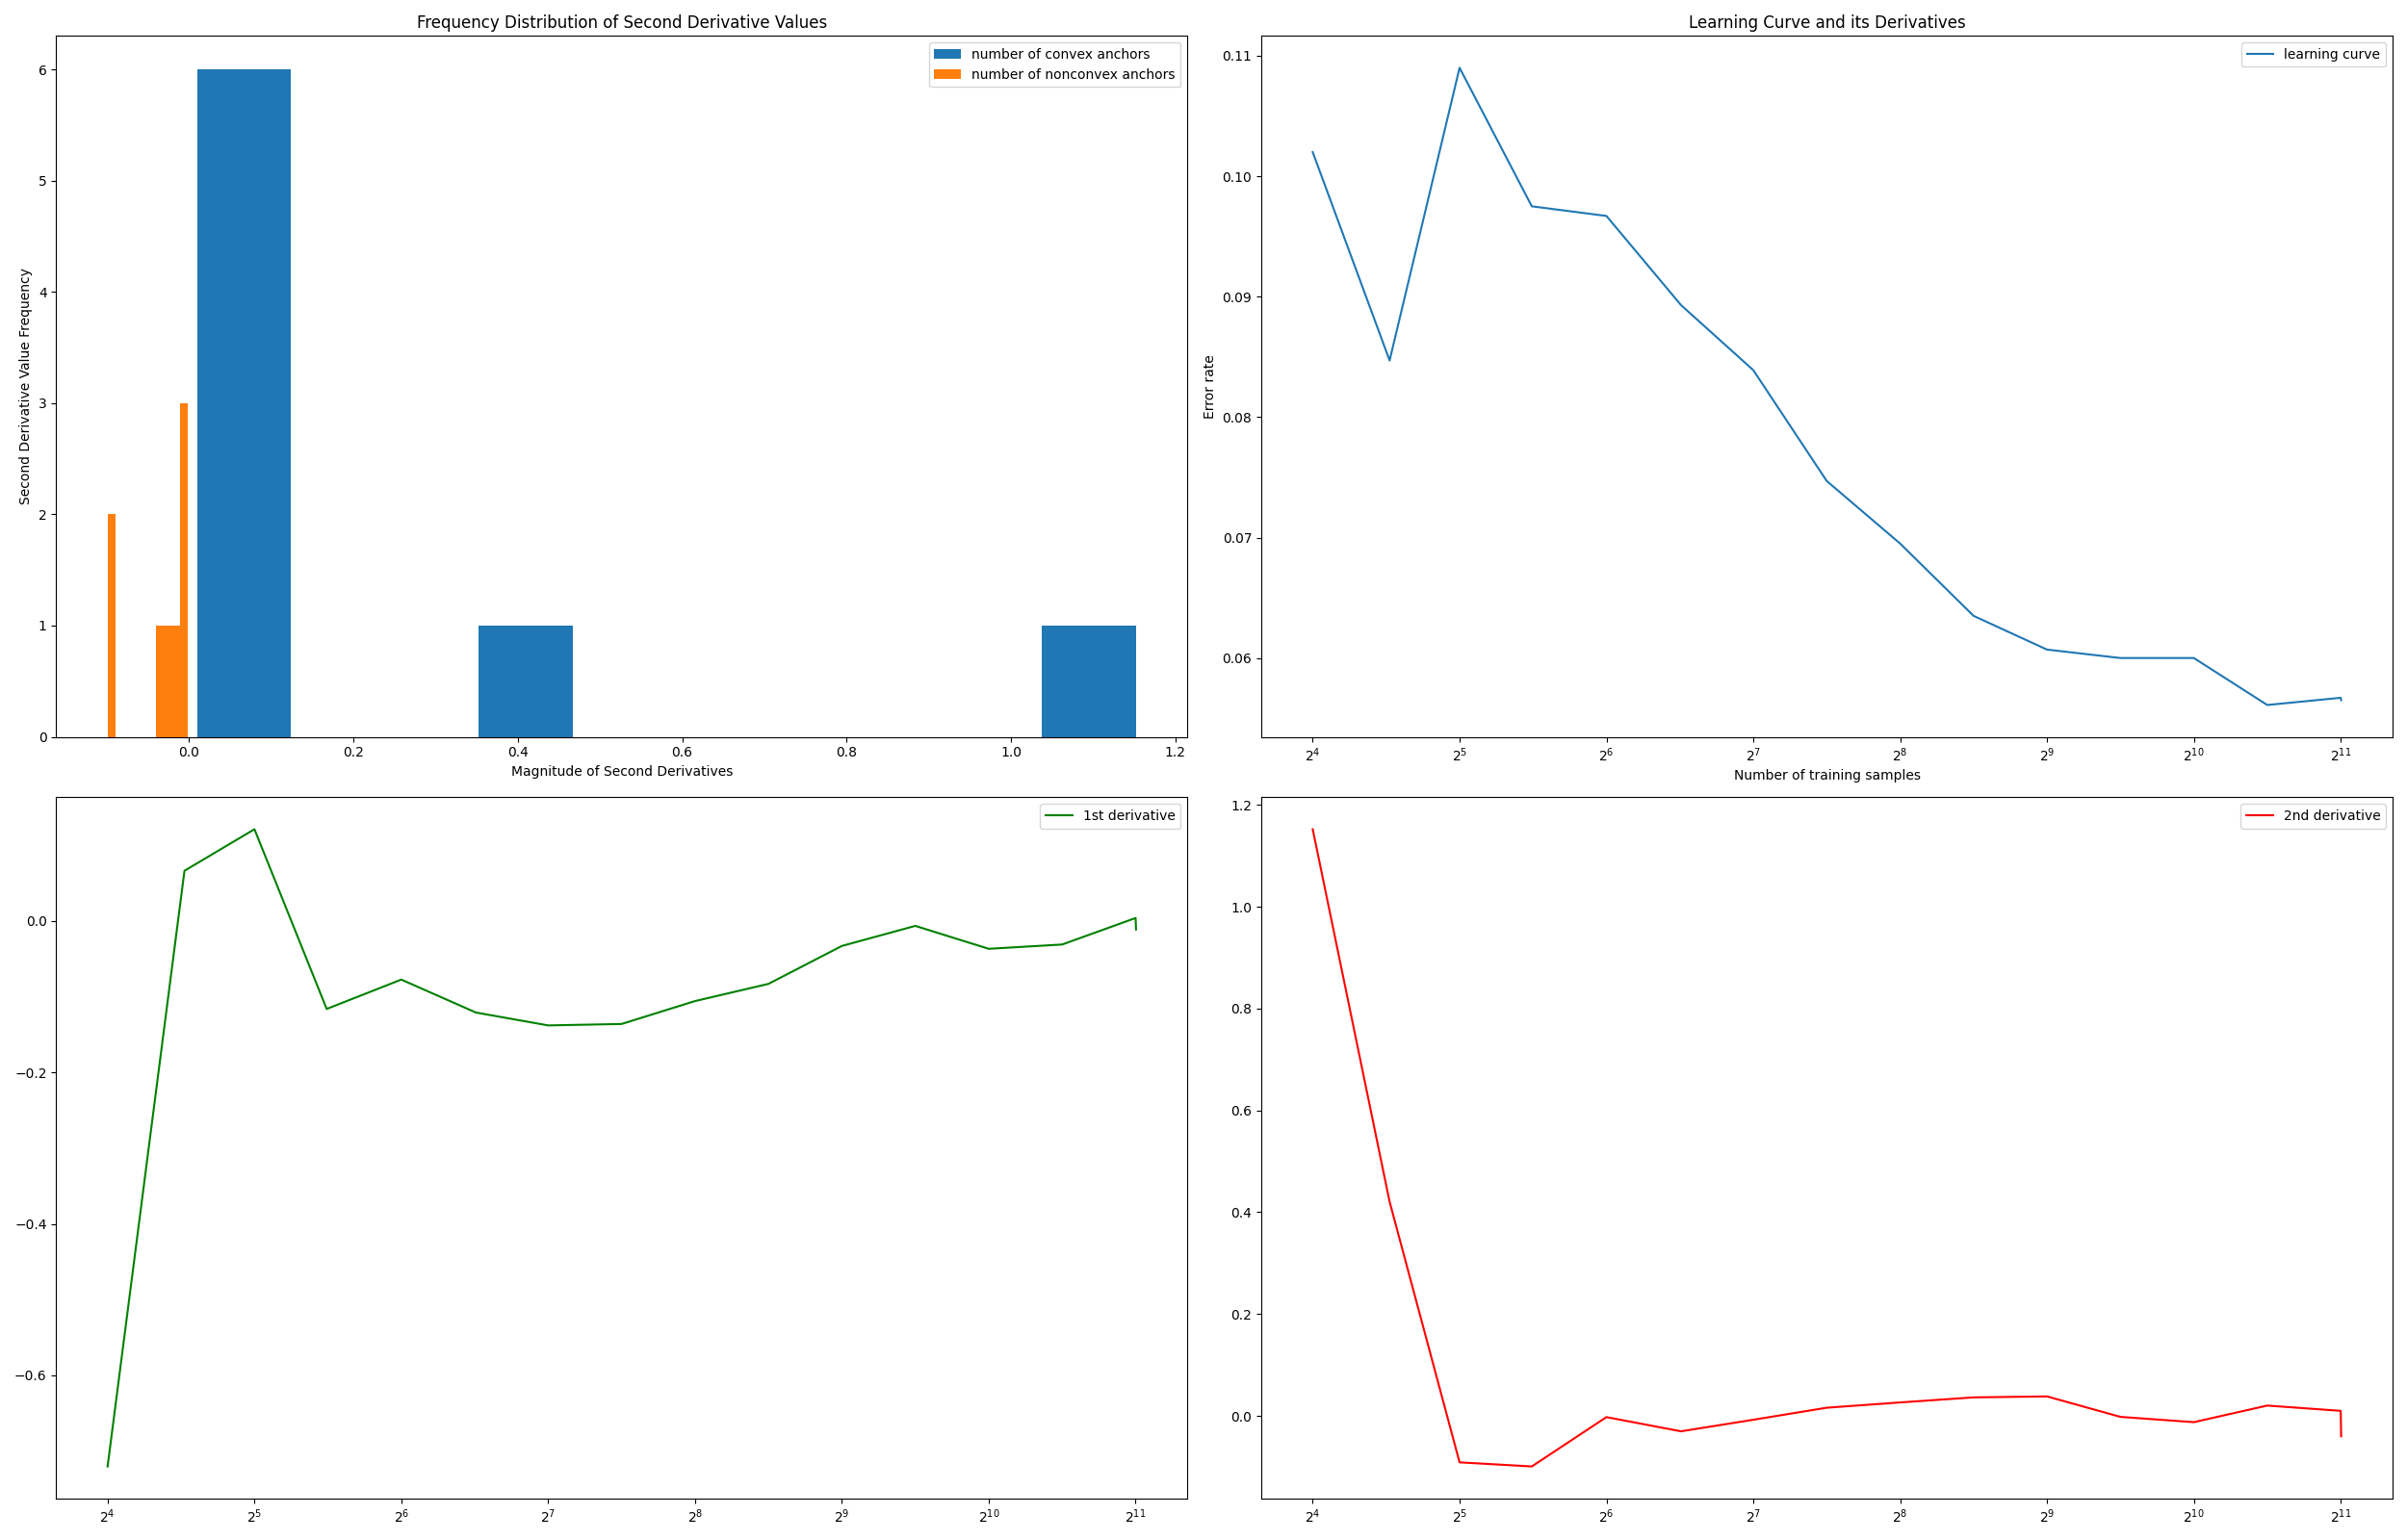 Frequency Distribution of Second Derivative Values
number of convex anchors
number of nonconvex anchors
Second Derivative Value Frequency
6
5
4
3
2
1
0
0.0 0.2 0.4 0.6 0.8 1.0 1.2
Magnitude of Second Derivatives
Learning Curve and its Derivatives
learning curve
Error rate
0.11
0.10
0.09
0.08
0.07
0.06
2^4 2^5 2^6 2^7 2^8 2^9 2^10 2^11
Number of training samples
1st derivative
0.0
−0.2
−0.4
−0.6
2^4 2^5 2^6 2^7 2^8 2^9 2^10 2^11
2nd derivative
1.2
1.0
0.8
0.6
0.4
0.2
0.0
2^4 2^5 2^6 2^7 2^8 2^9 2^10 2^11